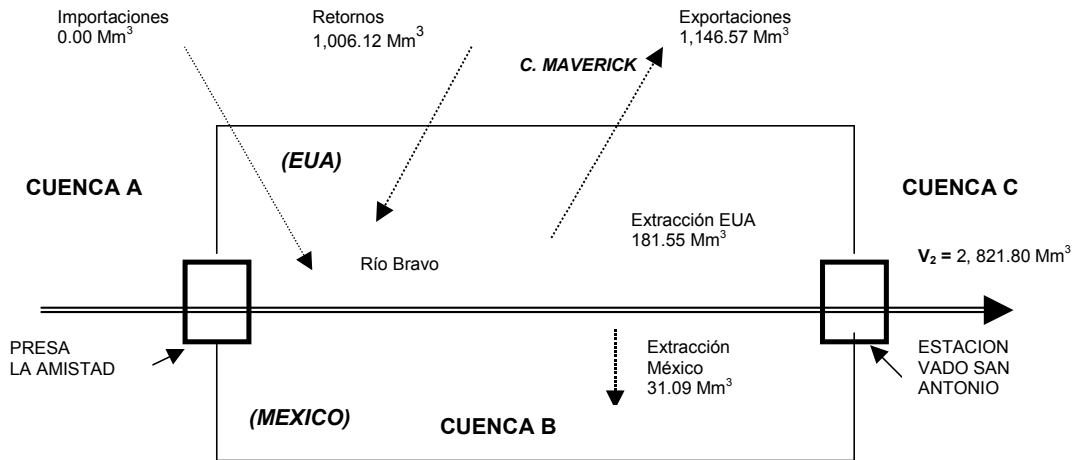 Importaciones
0.00 Mm³
Retornos
1,006.12 Mm³
Exportaciones
1,146.57 Mm³
C. MAVERICK
(EUA)
CUENCA A
CUENCA C
Extracción EUA
181.55 Mm³
V₂ = 2, 821.80 Mm³
Río Bravo
PRESA
LA AMISTAD
Extracción
México
31.09 Mm³
ESTACION
VADO SAN
ANTONIO
(MEXICO)
CUENCA B